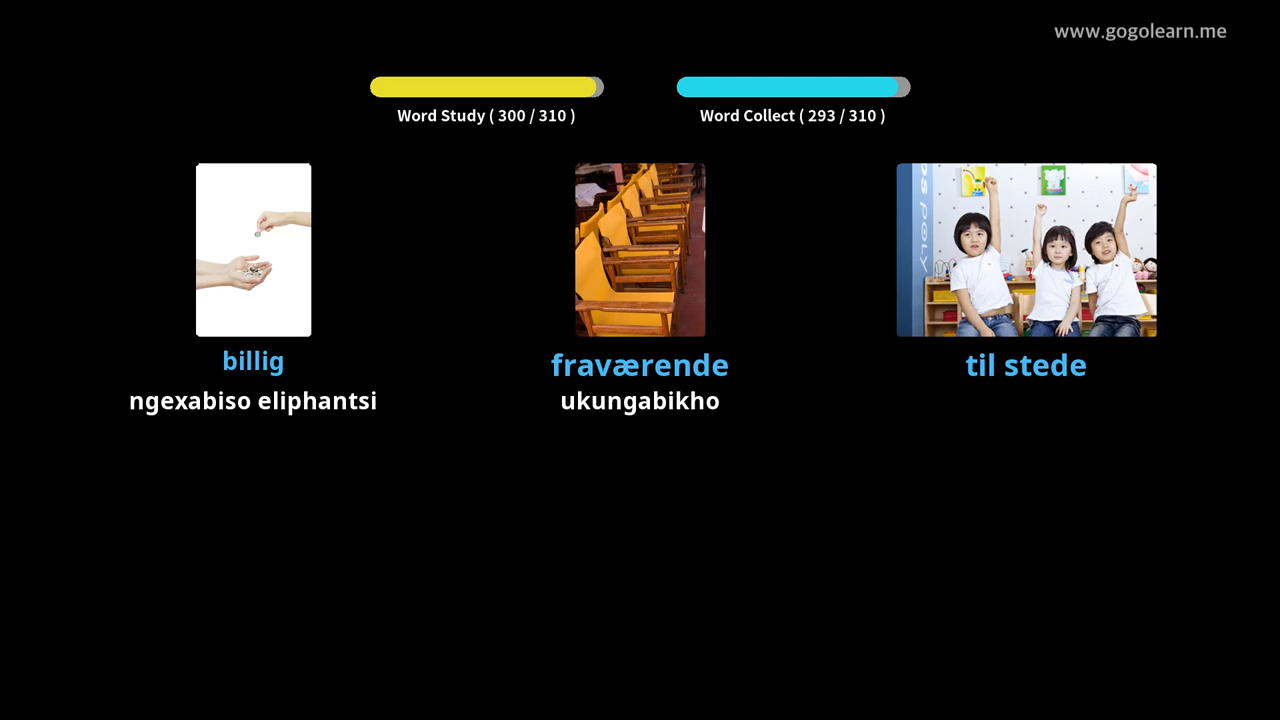 www.gogolearn.me
Word Study ( 300 / 310 )
Word Collect ( 293 / 310 )
billig
fraværende
til stede
ngexabiso eliphantsi
ukungabikho